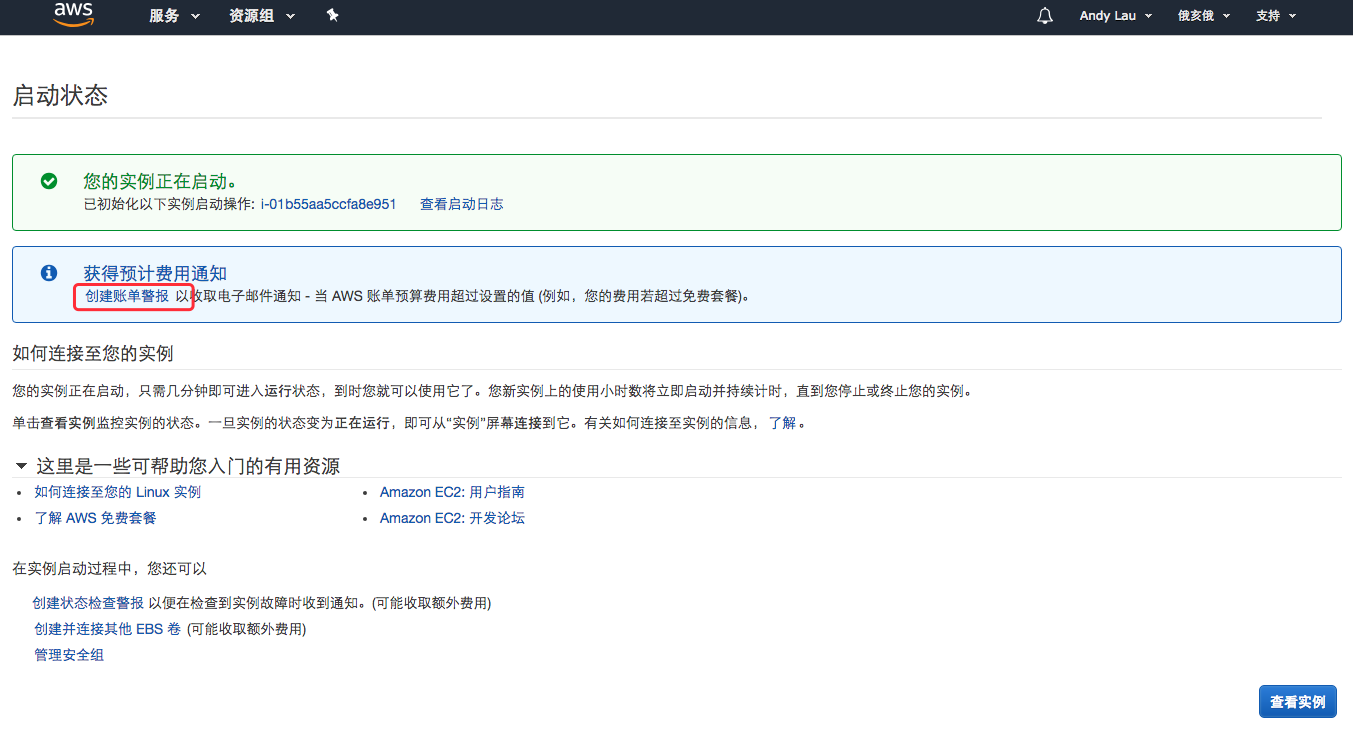 aws
服务 资源组 Andy Lau 俄亥俄 支持
启动状态
您的实例正在启动。
已初始化以下实例启动操作: i-01b55aa5ccfa8e951 查看启动日志
获得预计费用通知
创建账单警报 以收取电子邮件通知 - 当 AWS 账单预算费用超过设置的值 (例如，您的费用若超过免费套餐)。
如何连接至您的实例
您的实例正在启动，只需几分钟即可进入运行状态，到时您就可以使用它了。您新实例上的使用小时数将立即启动并持续计时，直到您停止或终止您的实例。
单击查看实例监控实例的状态。一旦实例的状态变为正在运行，即可从“实例”屏幕连接到它。有关如何连接至实例的信息，了解 。
这里是一些可帮助您入门的有用资源
• 如何连接至您的 Linux 实例 • Amazon EC2: 用户指南
• 了解 AWS 免费套餐 • Amazon EC2: 开发论坛
在实例启动过程中，您还可以
创建状态检查警报 以便在检查到实例故障时收到通知。(可能收取额外费用)
创建并连接其他 EBS 卷 (可能收取额外费用)
管理安全组
查看实例